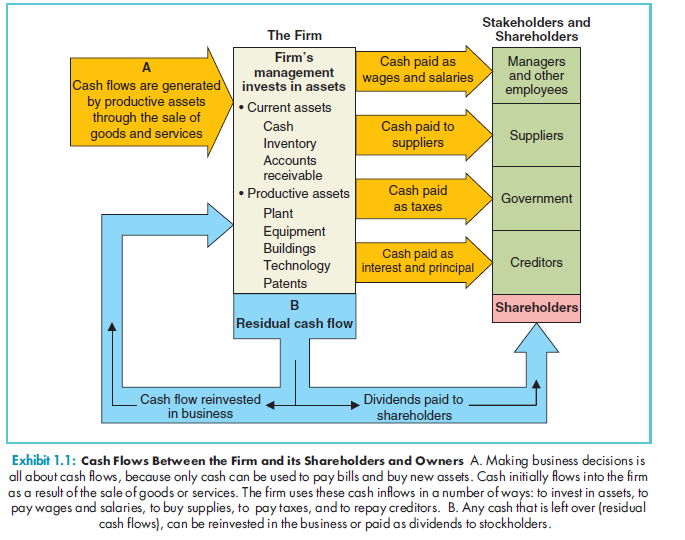 The Firm
Stakeholders and
Shareholders
A
Cash flows are generated
by productive assets
through the sale of
goods and services
Firm's
management
invests in assets
• Current assets
Cash
Inventory
Accounts
receivable
• Productive assets
Plant
Equipment
Buildings
Technology
Patents
B
Residual cash flow
Cash paid as
wages and salaries
Cash paid to
suppliers
Cash paid
as taxes
Cash paid as
interest and principal
Managers
and other
employees
Suppliers
Government
Creditors
Shareholders
Cash flow reinvested
in business
Dividends paid to
shareholders
Exhibit 1.1: Cash Flows Between the Firm and its Shareholders and Owners A. Making business decisions is
all about cash flows, because only cash can be used to pay bills and buy new assets. Cash initially flows into the firm
as a result of the sale of goods or services. The firm uses these cash inflows in a number of ways: to invest in assets, to
pay wages and salaries, to buy supplies, to pay taxes, and to repay creditors. B. Any cash that is left over (residual
cash flows), can be reinvested in the business or paid as dividends to stockholders.